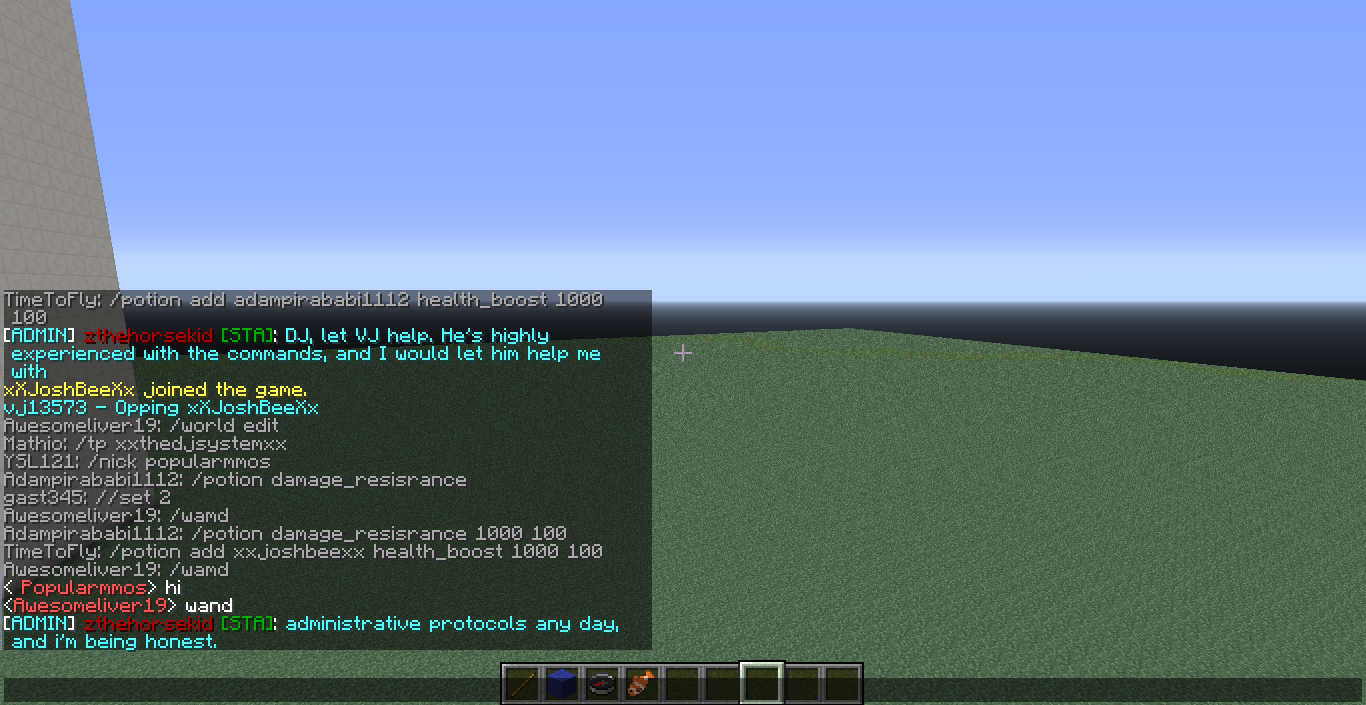 TimeToFly: /potion add adampirababi1112 health_boost 1000
100
[ADMIN] zthehorsekid [STA]: DJ, let VJ help. He's highly
experienced with the commands, and I would let him help me
with
xXJoshBeeXx joined the game.
vj13573 - Opping xXJoshBeeXx
Awesomeliver19: /world edit
Mathio: /tp xxthedjsystemxx
YSL121: /nick popularmmos
Adampirababi1112: /potion damage_resisrance
gast345: //set 2
Awesomeliver19: /wamd
Adampirababi1112: /potion damage_resisrance 1000 100
TimeToFly: /potion add xxjoshbeexx health_boost 1000 100
Awesomeliver19: /wamd
< Popularmmos> hi
<Awesomeliver19> wand
[ADMIN] zthehorsekid [STA]: administrative protocols any day,
and i'm being honest.